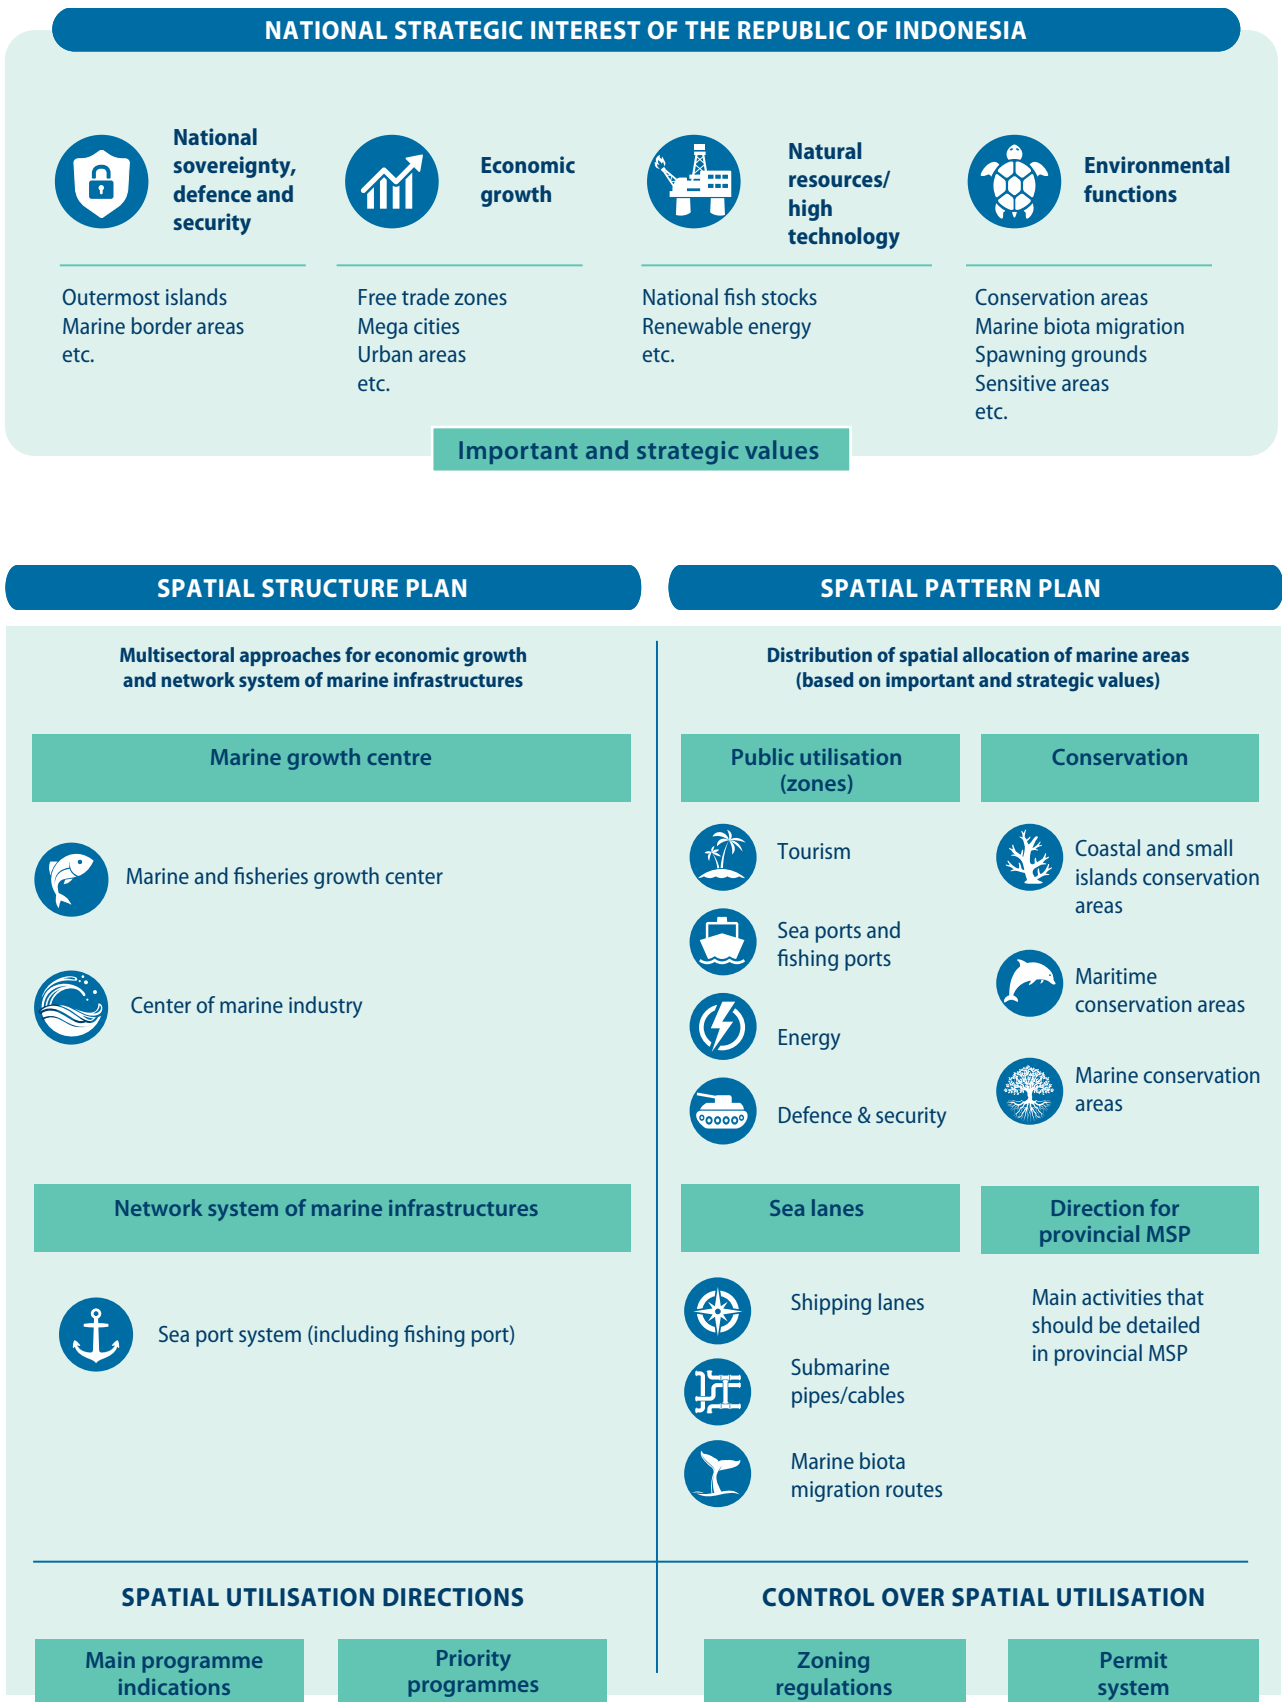 NATIONAL STRATEGIC INTEREST OF THE REPUBLIC OF INDONESIA
National
sovereignty,
defence and
security
Outermost islands
Marine border areas
etc.
Economic
growth
Free trade zones
Mega cities
Urban areas
etc.
Natural
resources/
high
technology
National fish stocks
Renewable energy
etc.
Environmental
functions
Conservation areas
Marine biota migration
Spawning grounds
Sensitive areas
etc.
Important and strategic values
SPATIAL STRUCTURE PLAN
Multisectoral approaches for economic growth
and network system of marine infrastructures
Marine growth centre
Marine and fisheries growth center
Center of marine industry
Network system of marine infrastructures
Sea port system (including fishing port)
SPATIAL PATTERN PLAN
Distribution of spatial allocation of marine areas
(based on important and strategic values)
Public utilisation
(zones)
Tourism
Sea ports and
fishing ports
Energy
Defence & security
Conservation
Coastal and small
islands conservation
areas
Maritime
conservation areas
Marine conservation
areas
Sea lanes
Shipping lanes
Submarine
pipes/cables
Marine biota
migration routes
Direction for
provincial MSP
Main activities that
should be detailed
in provincial MSP
SPATIAL UTILISATION DIRECTIONS
Main programme
indications
Priority
programmes
CONTROL OVER SPATIAL UTILISATION
Zoning
regulations
Permit
system